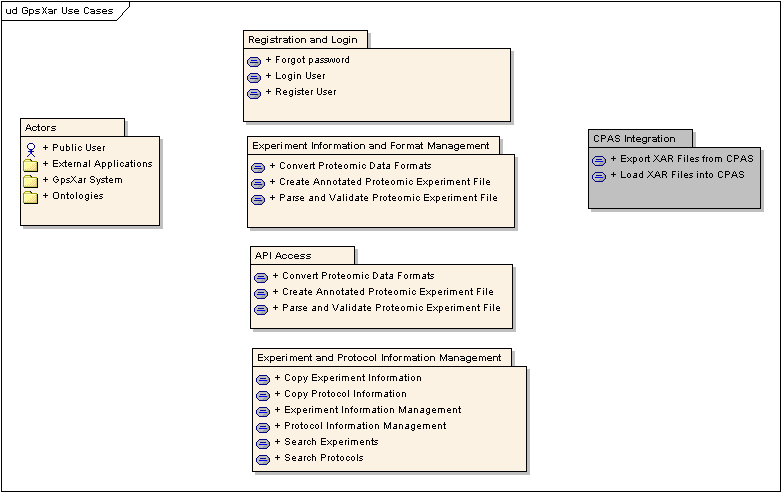 ud GpsXar Use Cases
Registration and Login
+ Forgot password
+ Login User
+ Register User
Actors
+ Public User
+ External Applications
+ GpsXar System
+ Ontologies
Experiment Information and Format Management
+ Convert Proteomic Data Formats
+ Create Annotated Proteomic Experiment File
+ Parse and Validate Proteomic Experiment File
CPAS Integration
+ Export XAR Files from CPAS
+ Load XAR Files into CPAS
API Access
+ Convert Proteomic Data Formats
+ Create Annotated Proteomic Experiment File
+ Parse and Validate Proteomic Experiment File
Experiment and Protocol Information Management
+ Copy Experiment Information
+ Copy Protocol Information
+ Experiment Information Management
+ Protocol Information Management
+ Search Experiments
+ Search Protocols